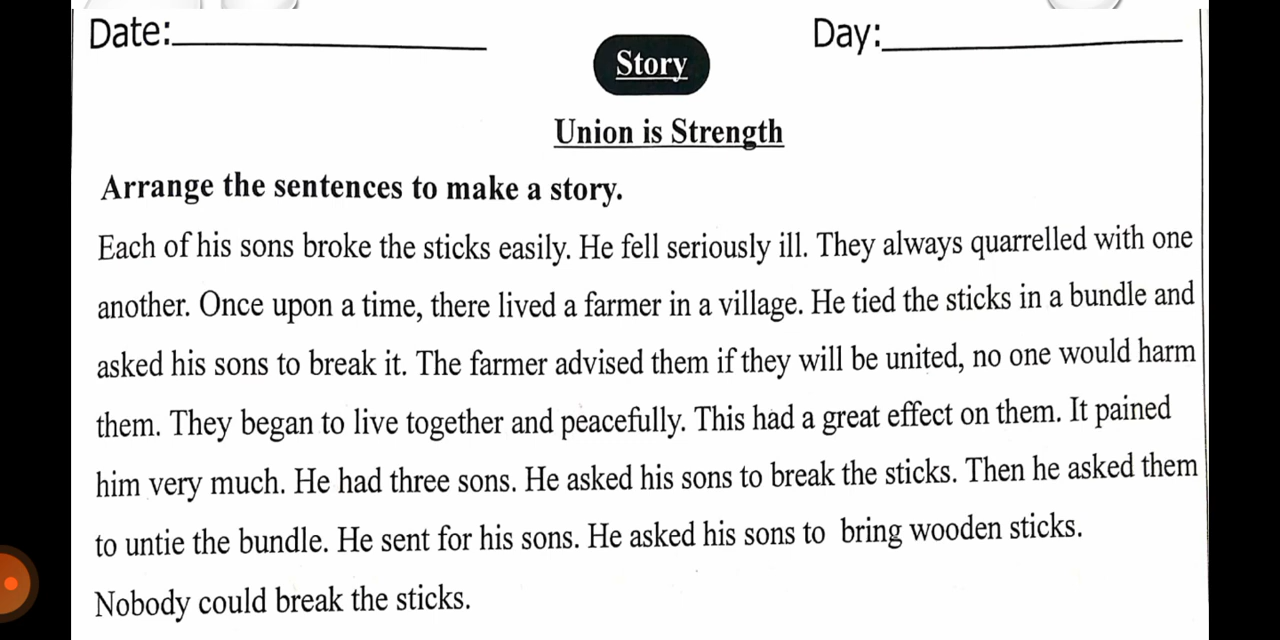 Date:
Day:
Story
Union is Strength
Arrange the sentences to make a story.
Each of his sons broke the sticks easily. He fell seriously ill. They always quarrelled with one
another. Once upon a time, there lived a farmer in a village. He tied the sticks in a bundle and
asked his sons to break it. The farmer advised them if they will be united, no one would harm
them. They began to live together and peacefully. This had a great effect on them. It pained
him very much. He had three sons. He asked his sons to break the sticks. Then he asked them
to untie the bundle. He sent for his sons. He asked his sons to bring wooden sticks.
Nobody could break the sticks.